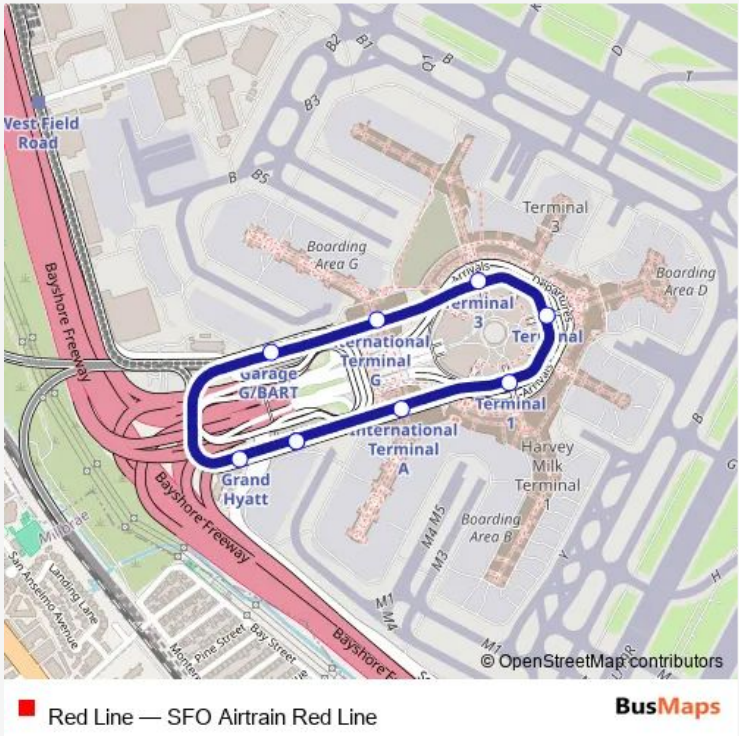 B2
B1
Q1
B
K
D
T
B3
West Field
Road
B
B5
Terminal
3
Boarding
Area G
Boarding
Area D
Arrivals
Departures
Bayshore Freeway
Terminal
3
International
Terminal
G
Garage
G/BART
Arrivals
Terminal
1
International
Terminal
A
Grand
Hyatt
Harvey
Milk
Terminal
1
B
G
Bayshore Freeway
M4 M5
M3
Boarding
Area B
V
H
Millbrae
San Anselmo Avenue
Landing Lane
Pine Street
Bay Street
M1
M4
M1
Bayshore F
© OpenStreetMap contributors
Red Line — SFO Airtrain Red Line
BusMaps